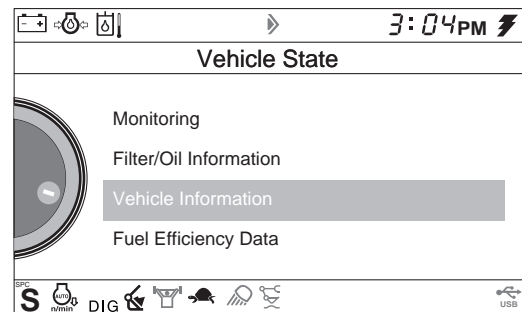 3:04PM
Vehicle State
Monitoring
Filter/Oil Information
Vehicle Information
Fuel Efficiency Data
SPC
S AUTO n/min DIG USB